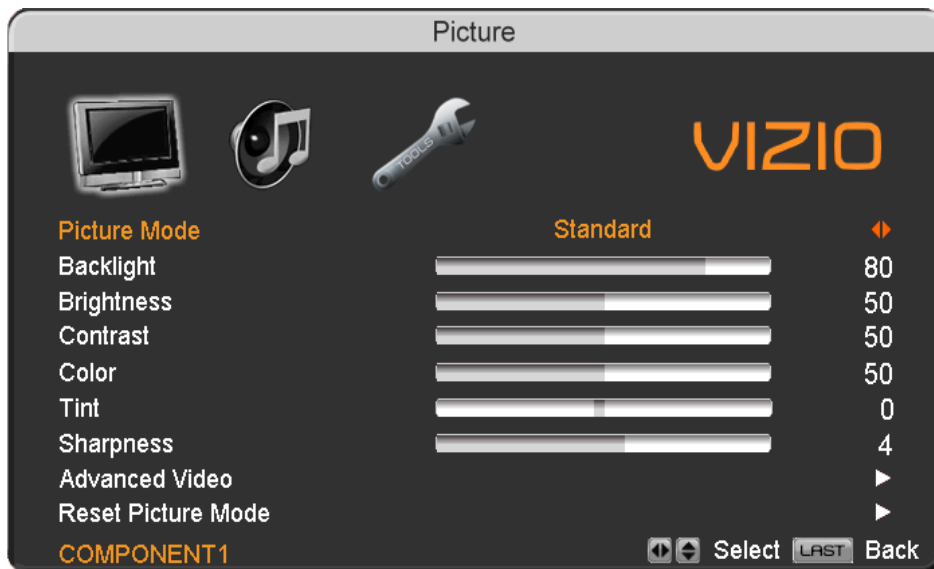 Picture
TOOLS
VIZIO
Picture Mode Standard
Backlight 80
Brightness 50
Contrast 50
Color 50
Tint 0
Sharpness 4
Advanced Video
Reset Picture Mode
COMPONENT1 Select LAST Back